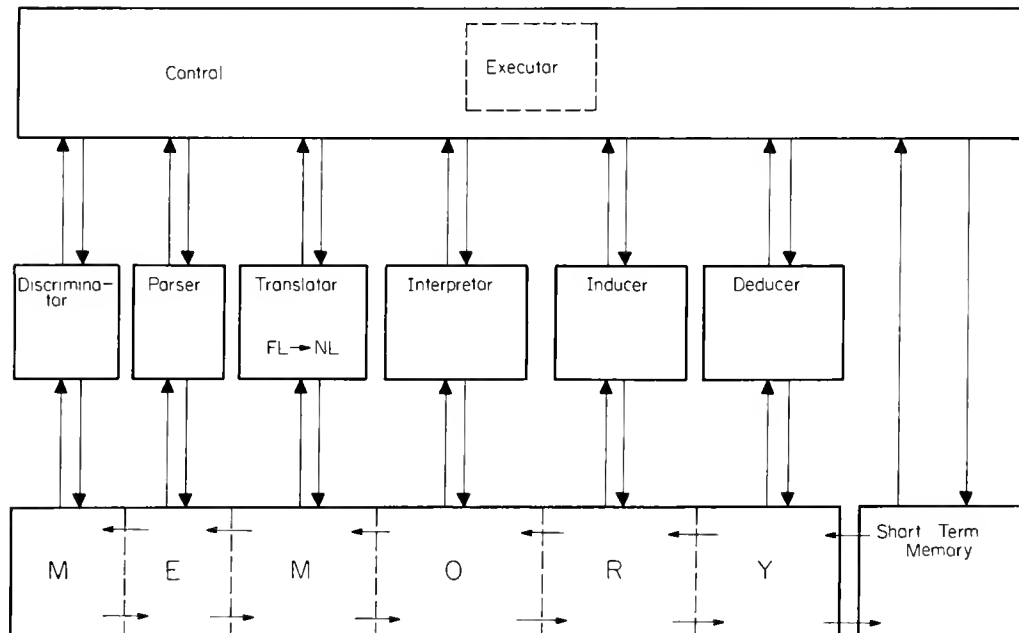 Control
Executor
Discrimina-
tor
Parser
Translator
FL → NL
Interpretor
Inducer
Deducer
Short Term
Memory
M E M O R Y